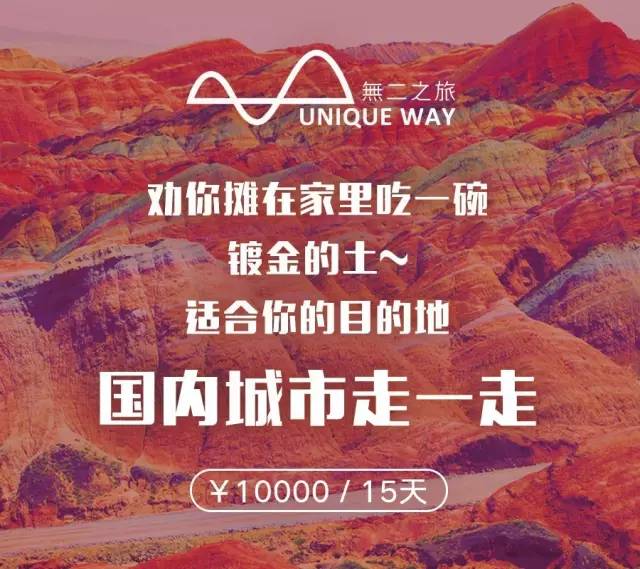 無二之旅
UNIQUE WAY
劝你摊在家里吃一碗
镀金的土~
适合你的目的地
国内城市走一走
￥10000 / 15天